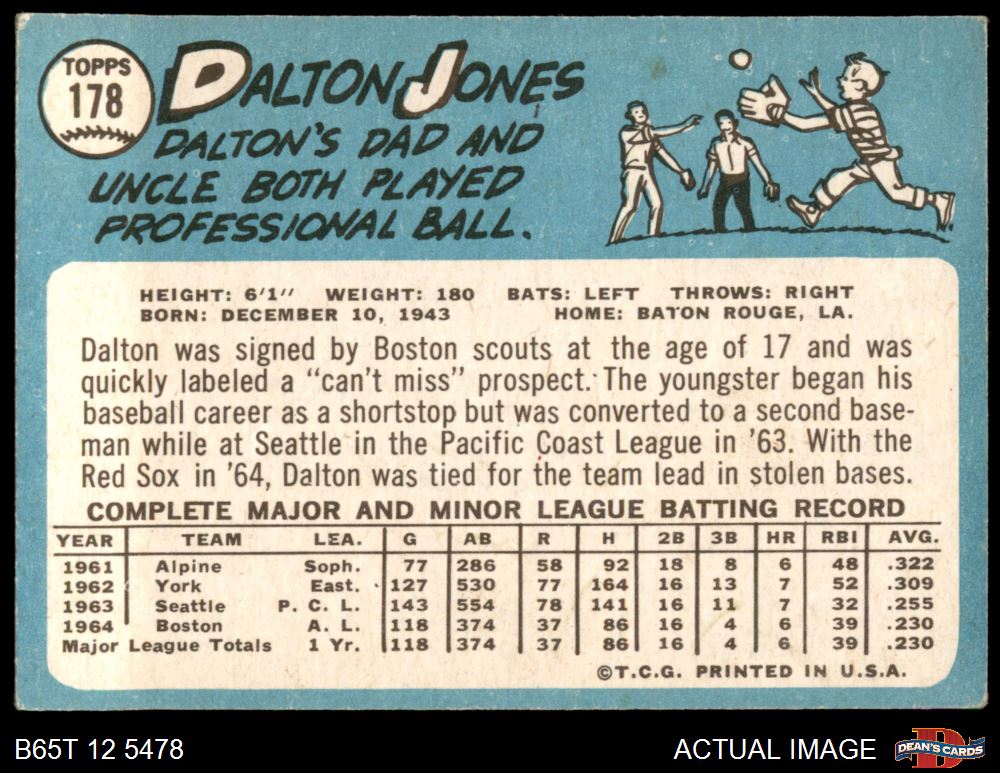 TOPPS
178
DALTON JONES
DALTON'S DAD AND
UNCLE BOTH PLAYED
PROFESSIONAL BALL.
HEIGHT: 6'1" WEIGHT: 180 BATS: LEFT THROWS: RIGHT
BORN: DECEMBER 10, 1943 HOME: BATON ROUGE, LA.
Dalton was signed by Boston scouts at the age of 17 and was
quickly labeled a "can't miss" prospect. The youngster began his
baseball career as a shortstop but was converted to a second base-
man while at Seattle in the Pacific Coast League in '63. With the
Red Sox in '64, Dalton was tied for the team lead in stolen bases.
COMPLETE MAJOR AND MINOR LEAGUE BATTING RECORD
YEAR TEAM LEA. G AB R H 2B 3B HR RBI AVG.
1961 Alpine Soph. 77 286 58 92 18 8 6 48 .322
1962 York East. 127 530 77 164 16 13 7 52 .309
1963 Seattle P. C. L. 143 554 78 141 16 11 7 32 .255
1964 Boston A. L. 118 374 37 86 16 4 6 39 .230
Major League Totals 1 Yr. 118 374 37 86 16 4 6 39 .230
©T.C.G. PRINTED IN U.S.A.
B65T 12 5478 ACTUAL IMAGE DEAN'S CARDS